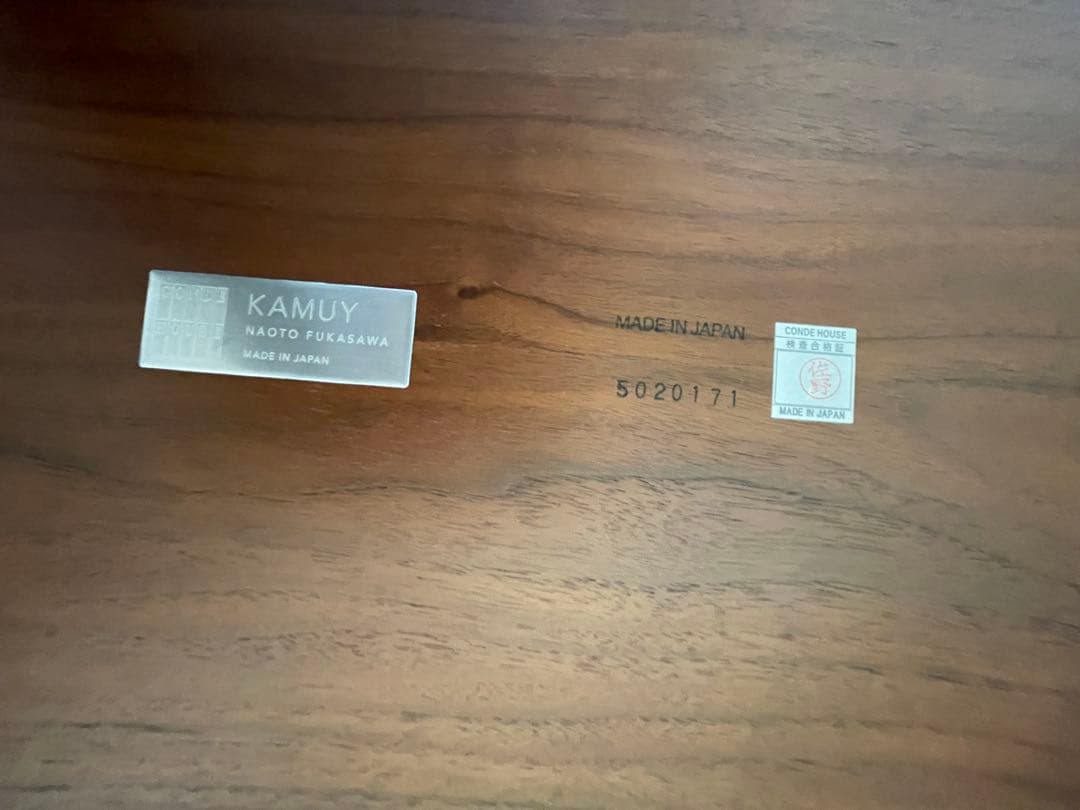 CONDE
HOUSE
KAMUY
NAOTO FUKASAWA
MADE IN JAPAN
MADE IN JAPAN
5020171
CONDE HOUSE
検査合格証
佐野
MADE IN JAPAN